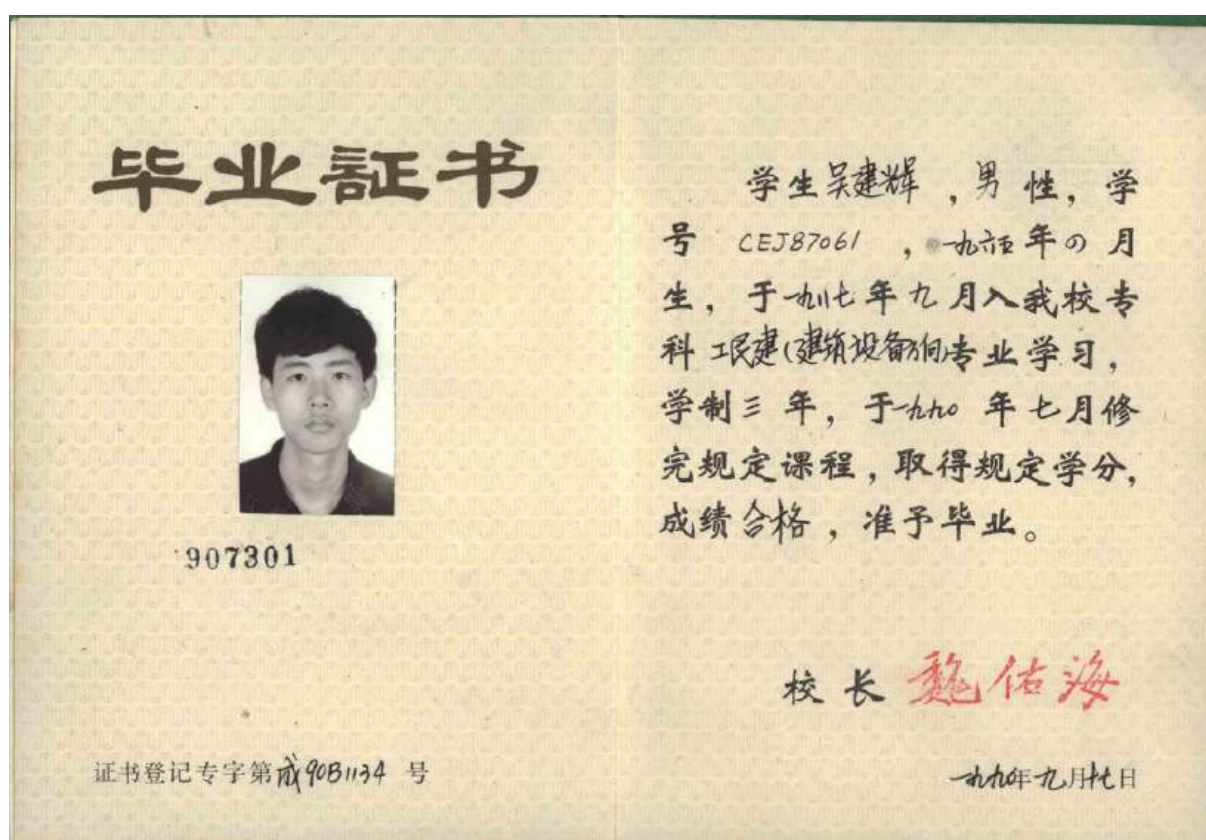 毕业証书
907301
证书登记专字第成90B1134 号
学生吴建辉，男性，学
号 CEJ87061，一九六五年四月
生，于一九八七年九月入我校专
科工民建(建筑设备方向)专业学习，
学制三年，于一九九〇年七月修
完规定课程，取得规定学分，
成绩合格，准予毕业。
校长 魏佑海
一九九〇年九月十七日